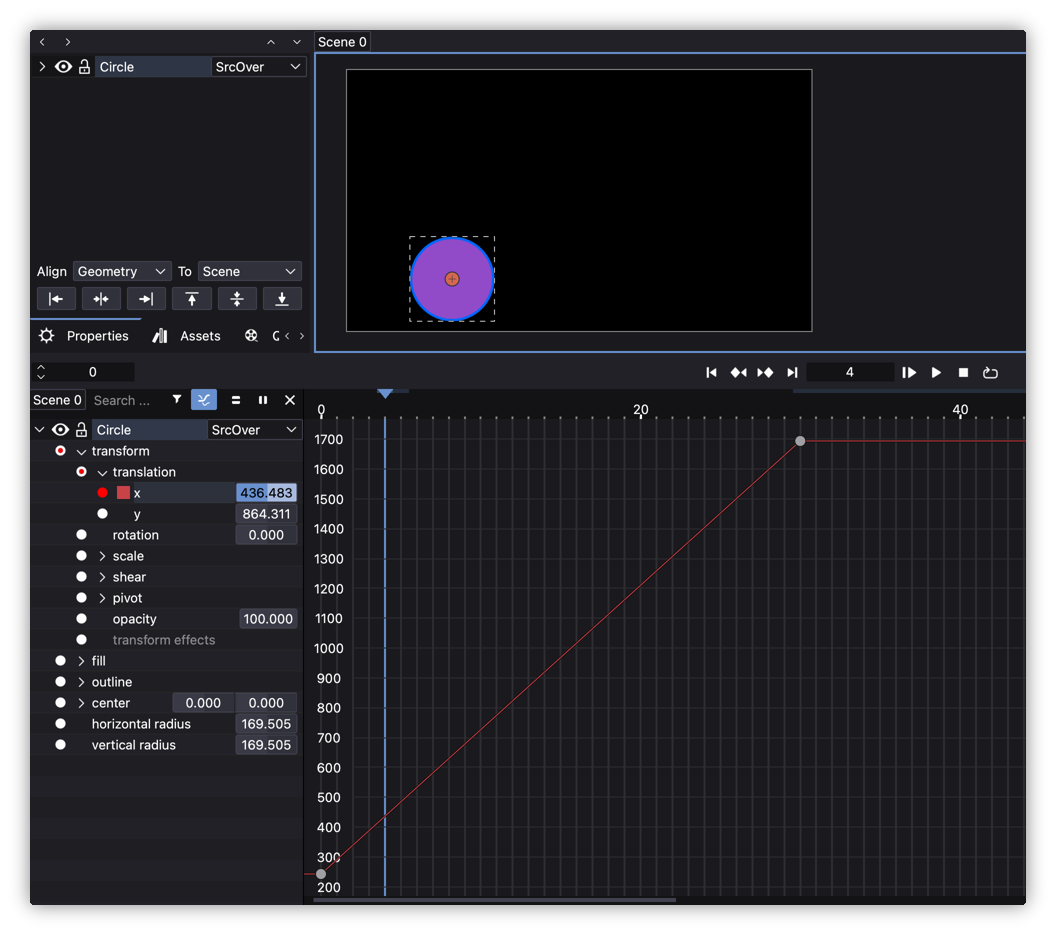 Scene 0
Circle SrcOver
Align Geometry To Scene
Properties Assets
0 4
Scene 0 Search ...
0 20 40
Circle SrcOver
transform
translation
x 436.483
y 864.311
rotation 0.000
scale
shear
pivot
opacity 100.000
transform effects
fill
outline
center 0.000 0.000
horizontal radius 169.505
vertical radius 169.505
1700
1600
1500
1400
1300
1200
1100
1000
900
800
700
600
500
400
300
200